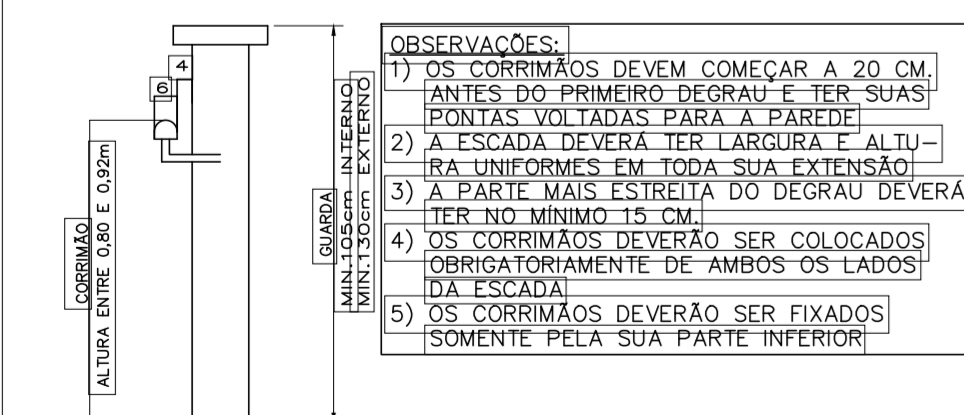 4
6
CORRIMÃO
ALTURA ENTRE 0,80 E 0,92m
GUARDA
MIN.105cm INTERNO
MIN.130cm EXTERNO
OBSERVAÇÕES:
1) OS CORRIMÃOS DEVEM COMEÇAR A 20 CM.
ANTES DO PRIMEIRO DEGRAU E TER SUAS
PONTAS VOLTADAS PARA A PAREDE
2) A ESCADA DEVERÁ TER LARGURA E ALTU-
RA UNIFORMES EM TODA SUA EXTENSÃO
3) A PARTE MAIS ESTREITA DO DEGRAU DEVERÁ
TER NO MÍNIMO 15 CM.
4) OS CORRIMÃOS DEVERÃO SER COLOCADOS
OBRIGATORIAMENTE DE AMBOS OS LADOS
DA ESCADA
5) OS CORRIMÃOS DEVERÃO SER FIXADOS
SOMENTE PELA SUA PARTE INFERIOR